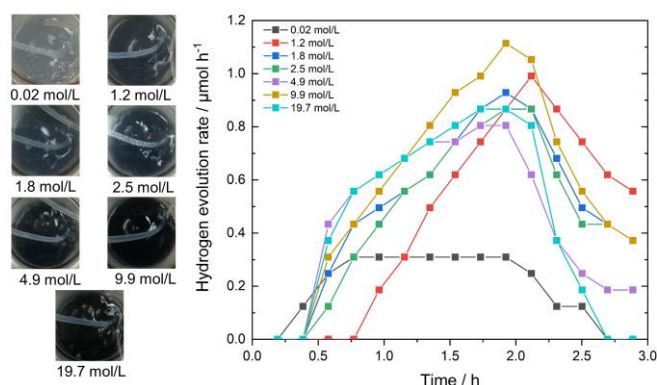 0.02 mol/L
1.2 mol/L
1.8 mol/L
2.5 mol/L
4.9 mol/L
9.9 mol/L
19.7 mol/L
Hydrogen evolution rate / μmol h⁻¹
1.2
1.0
0.8
0.6
0.4
0.2
0.0
0.02 mol/L
1.2 mol/L
1.8 mol/L
2.5 mol/L
4.9 mol/L
9.9 mol/L
19.7 mol/L
0.0
0.5
1.0
1.5
2.0
2.5
3.0
Time / h